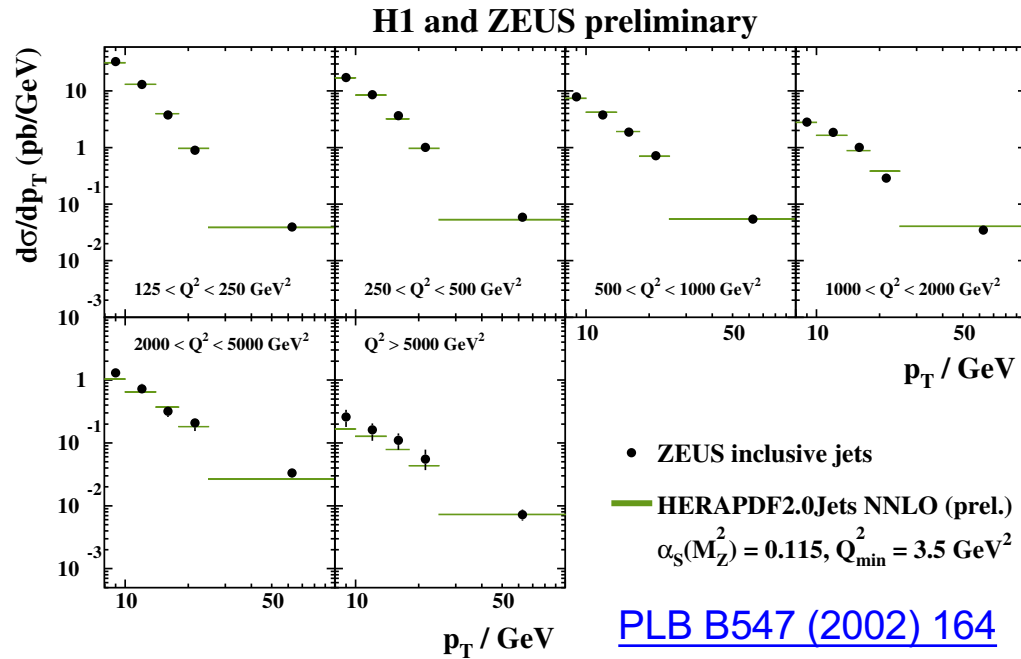 H1 and ZEUS preliminary
dσ/dp_T (pb/GeV)
10
1
10^-1
10^-2
10^-3
125 < Q^2 < 250 GeV^2
250 < Q^2 < 500 GeV^2
500 < Q^2 < 1000 GeV^2
1000 < Q^2 < 2000 GeV^2
10 50
10 50
p_T / GeV
p_T / GeV
2000 < Q^2 < 5000 GeV^2
Q^2 > 5000 GeV^2
1
10^-1
10^-2
10^-3
10 50
10 50
p_T / GeV
ZEUS inclusive jets
HERAPDF2.0Jets NNLO (prel.)
α_S(M_Z^2) = 0.115, Q_min^2 = 3.5 GeV^2
PLB B547 (2002) 164